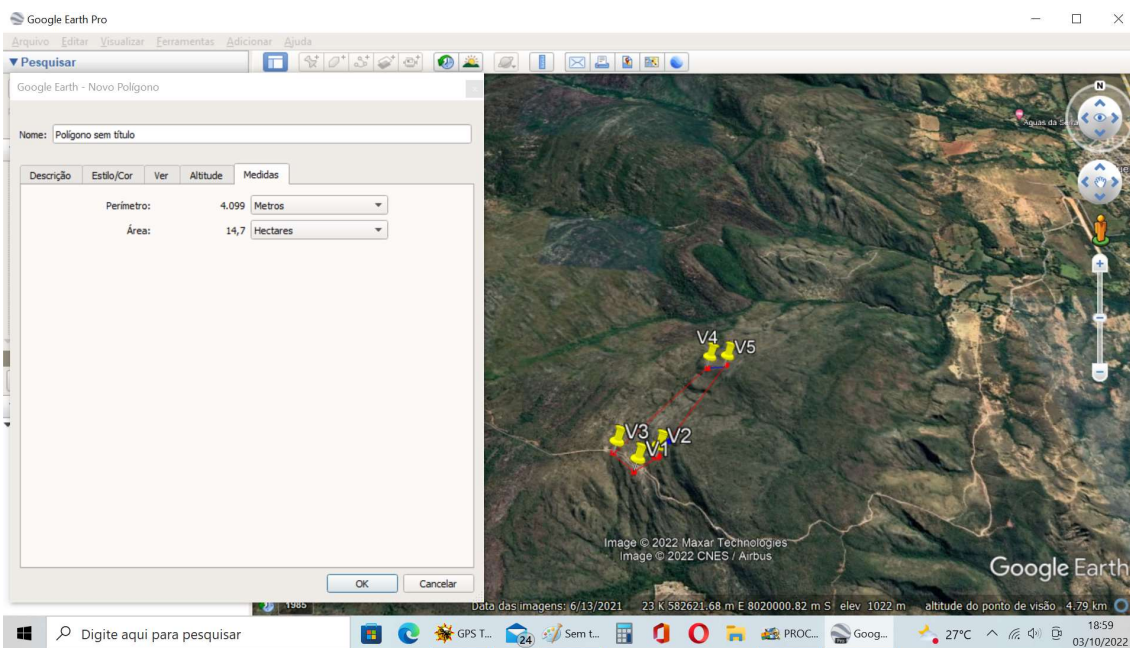 Google Earth Pro
Arquivo Editar Visualizar Ferramentas Adicionar Ajuda
Pesquisar
Google Earth - Novo Polígono
Nome: Polígono sem título
Descrição Estilo/Cor Ver Altitude Medidas
Perímetro: 4.099 Metros
Área: 14,7 Hectares
OK Cancelar
N
V4
V5
V3
V2
V1
Image © 2022 Maxar Technologies
Image © 2022 CNES / Airbus
Google Earth
1985
Data das imagens: 6/13/2021 23 K 582621.68 m E 8020000.82 m S elev 1022 m altitude do ponto de visão 4.79 km
Digite aqui para pesquisar
GPS T...
24
Sem t...
PROC...
Goog...
27°C
18:59
03/10/2022